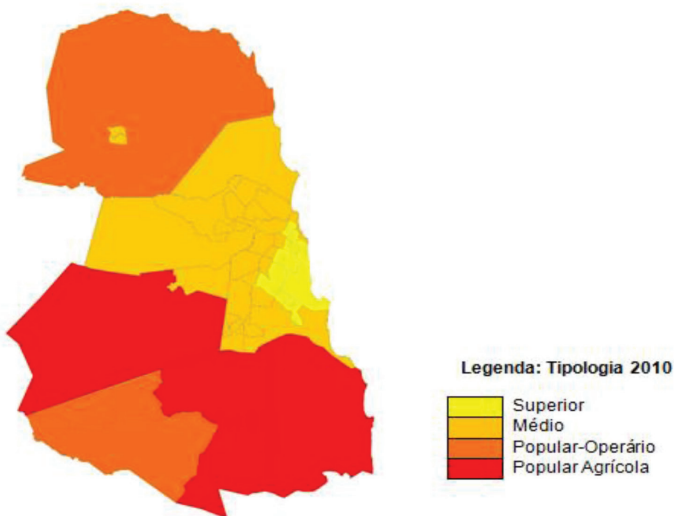 Legenda: Tipologia 2010
Superior
Médio
Popular-Operário
Popular Agrícola